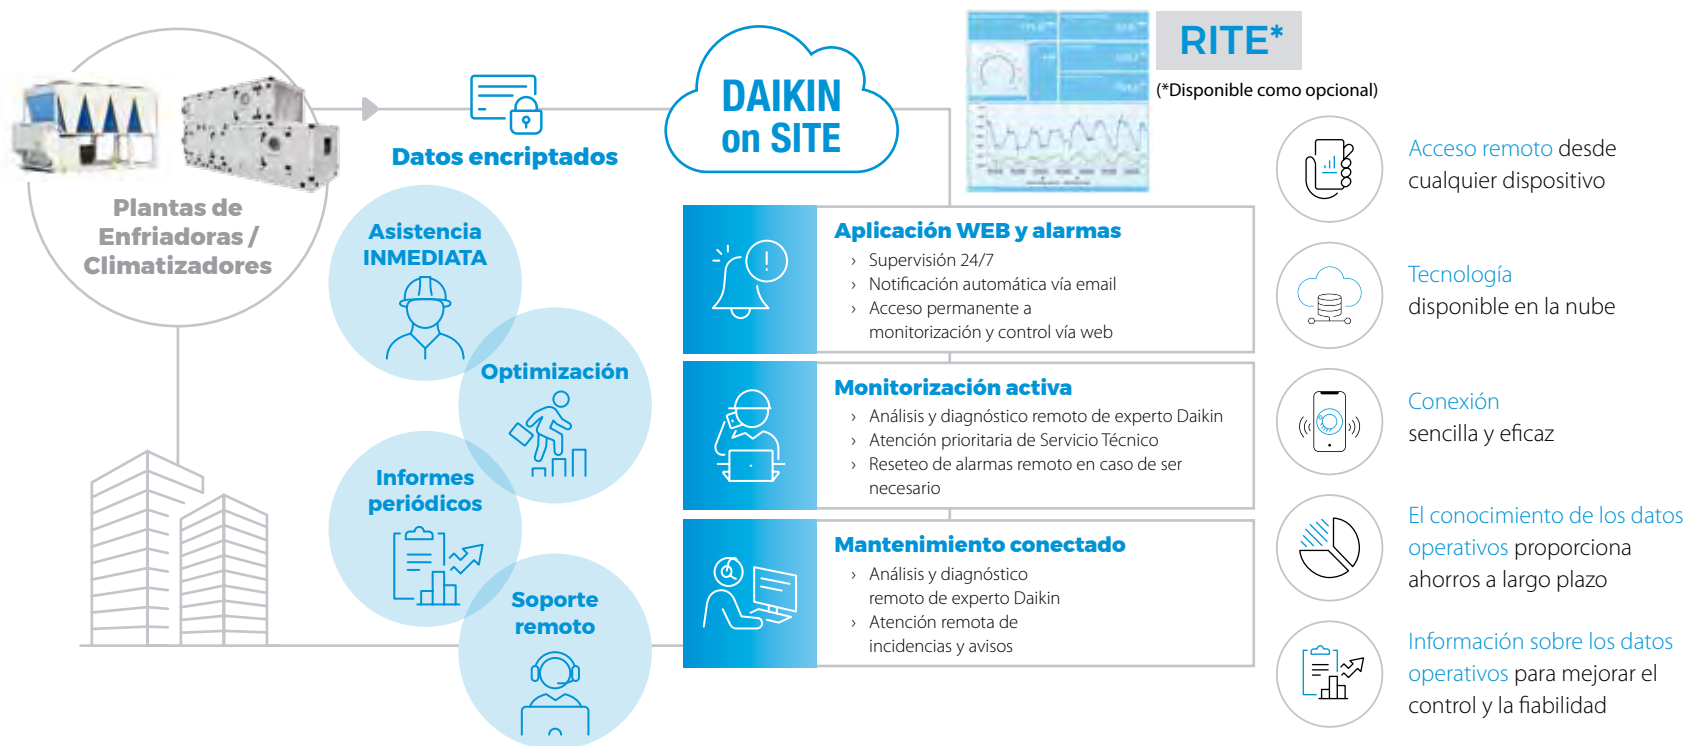 Plantas de
Enfriadoras /
Climatizadores
Datos encriptados
DAIKIN
on SITE
RITE*
(*Disponible como opcional)
Asistencia
INMEDIATA
Optimización
Informes
periódicos
Soporte
remoto
Aplicación WEB y alarmas
› Supervisión 24/7
› Notificación automática vía email
› Acceso permanente a
monitorización y control vía web
Monitorización activa
› Análisis y diagnóstico remoto de experto Daikin
› Atención prioritaria de Servicio Técnico
› Reseteo de alarmas remoto en caso de ser
necesario
Mantenimiento conectado
› Análisis y diagnóstico
remoto de experto Daikin
› Atención remota de
incidencias y avisos
Acceso remoto desde
cualquier dispositivo
Tecnología
disponible en la nube
Conexión
sencilla y eficaz
El conocimiento de los datos
operativos proporciona
ahorros a largo plazo
Información sobre los datos
operativos para mejorar el
control y la fiabilidad